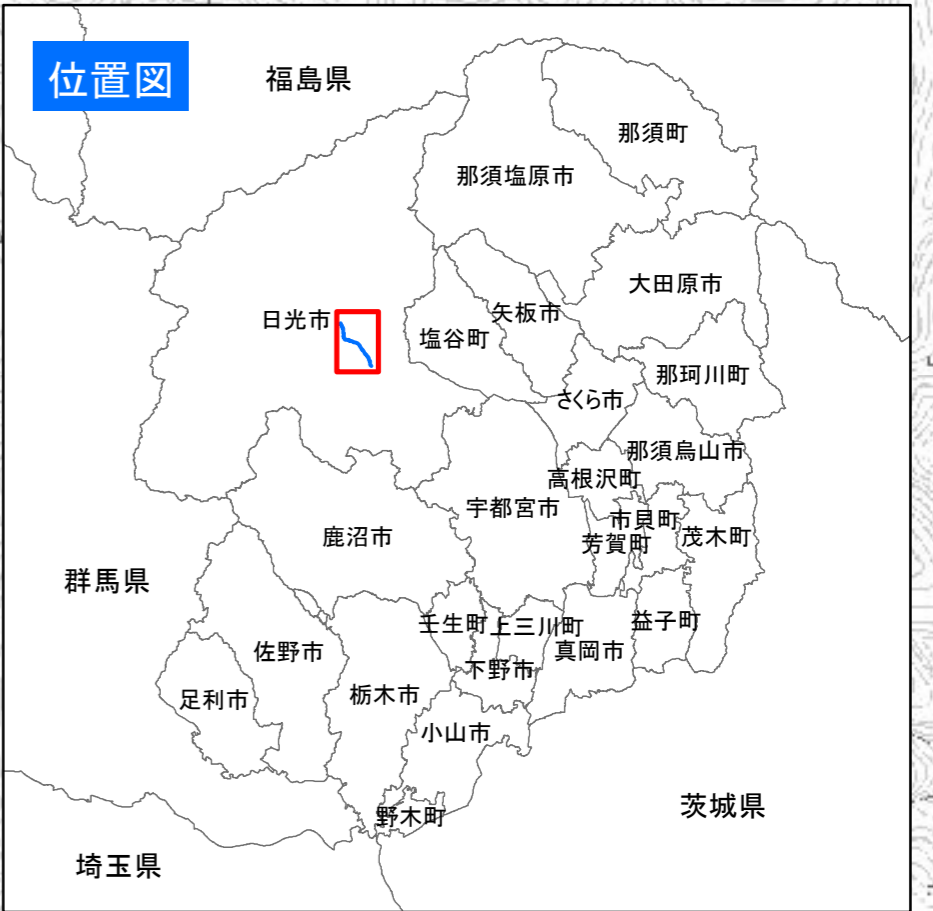 位置図
福島県
那須町
那須塩原市
大田原市
日光市
矢板市
塩谷町
那珂川町
さくら市
那須烏山市
高根沢町
宇都宮市
市貝町
鹿沼市
芳賀町
茂木町
群馬県
壬生町
上三川町
益子町
佐野市
真岡市
下野市
足利市
栃木市
小山市
茨城県
野木町
埼玉県